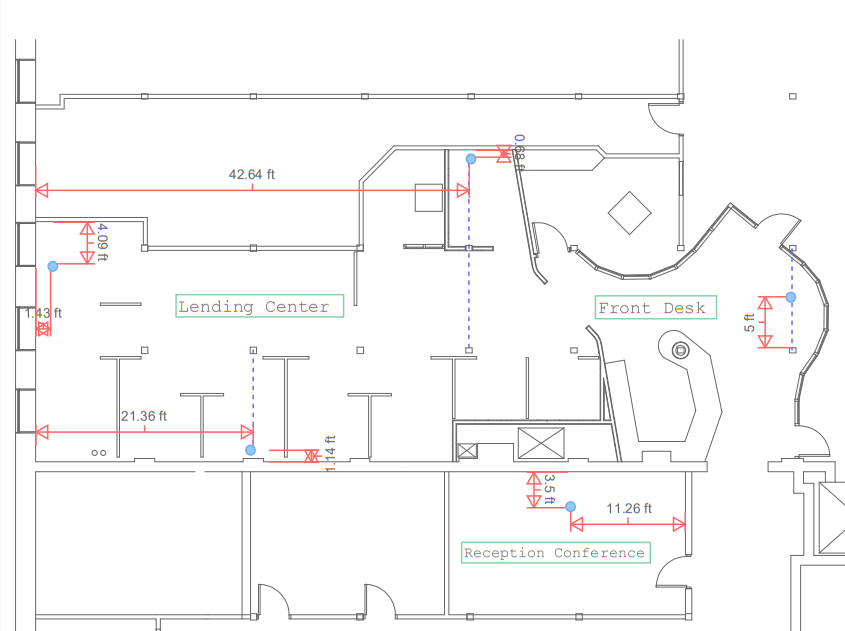 0.68 ft
42.64 ft
4.09 ft
Lending Center
Front Desk
1.43 ft
5 ft
21.36 ft
1.14 ft
3.5 ft
11.26 ft
Reception Conference